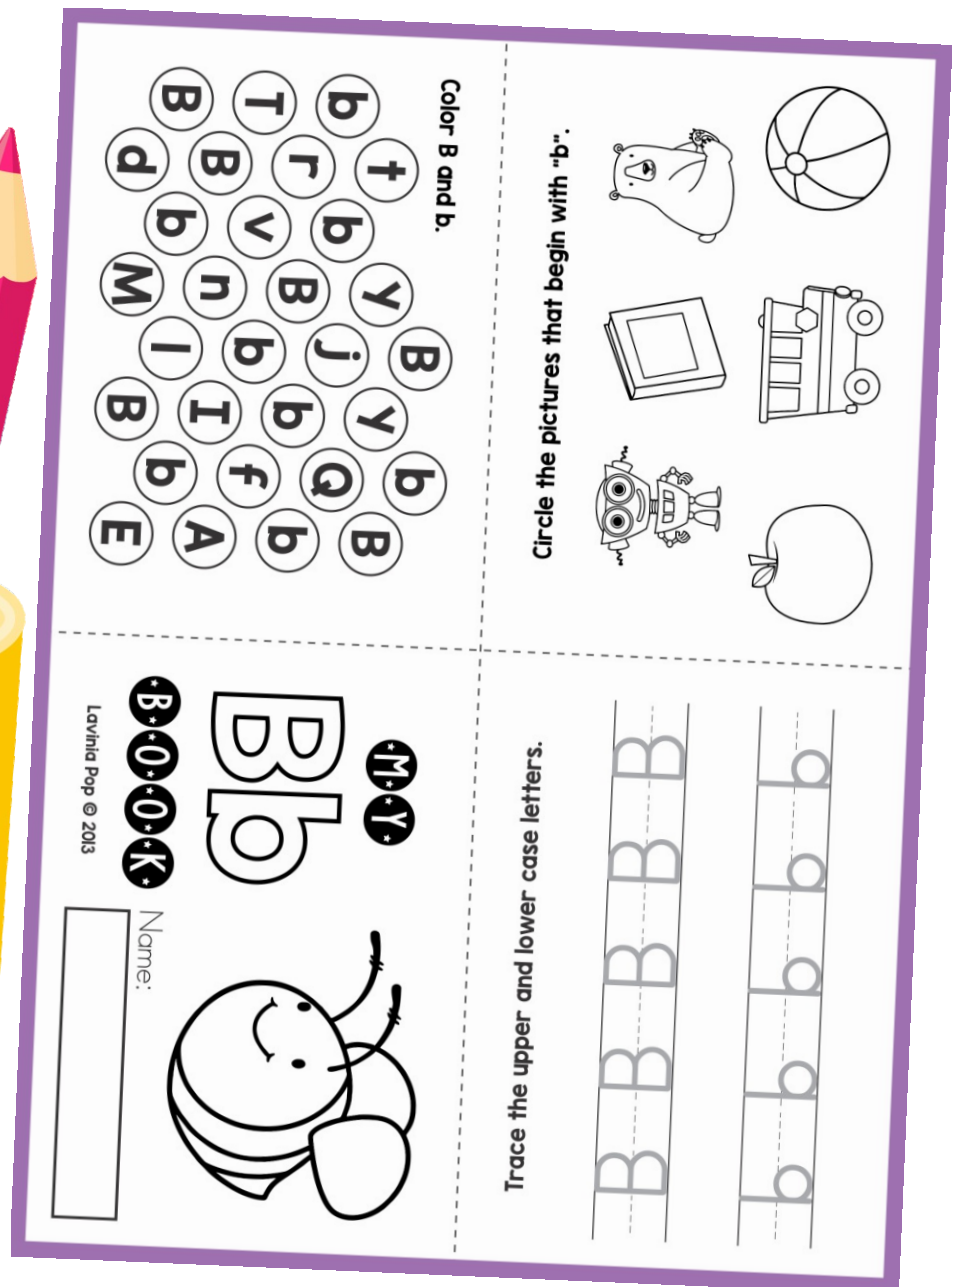 Color B and b.
B b
t y y B
b b j Q
r B b b
T v b f
B n I A
B b l b
d M B E
MY
Bb
BOOK
Lavinia Pop © 2013
Name:
Circle the pictures that begin with "b".
Trace the upper and lower case letters.
B B B B B
b b b b b